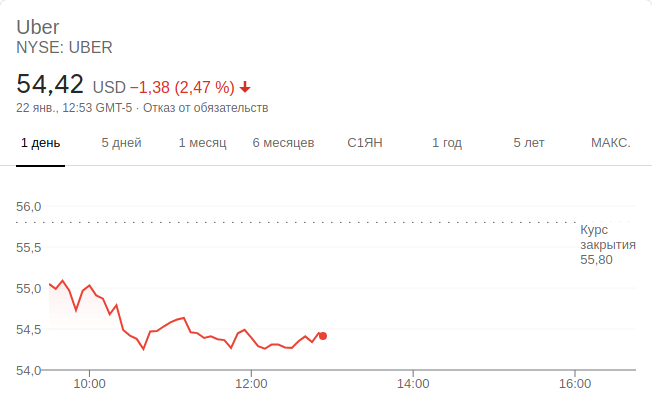 Uber
NYSE: UBER
54,42 USD −1,38 (2,47 %)
22 янв., 12:53 GMT-5 · Отказ от обязательств
1 день 5 дней 1 месяц 6 месяцев С1ЯН 1 год 5 лет МАКС.
56,0
55,5
55,0
54,5
54,0
Курс
закрытия
55,80
10:00 12:00 14:00 16:00